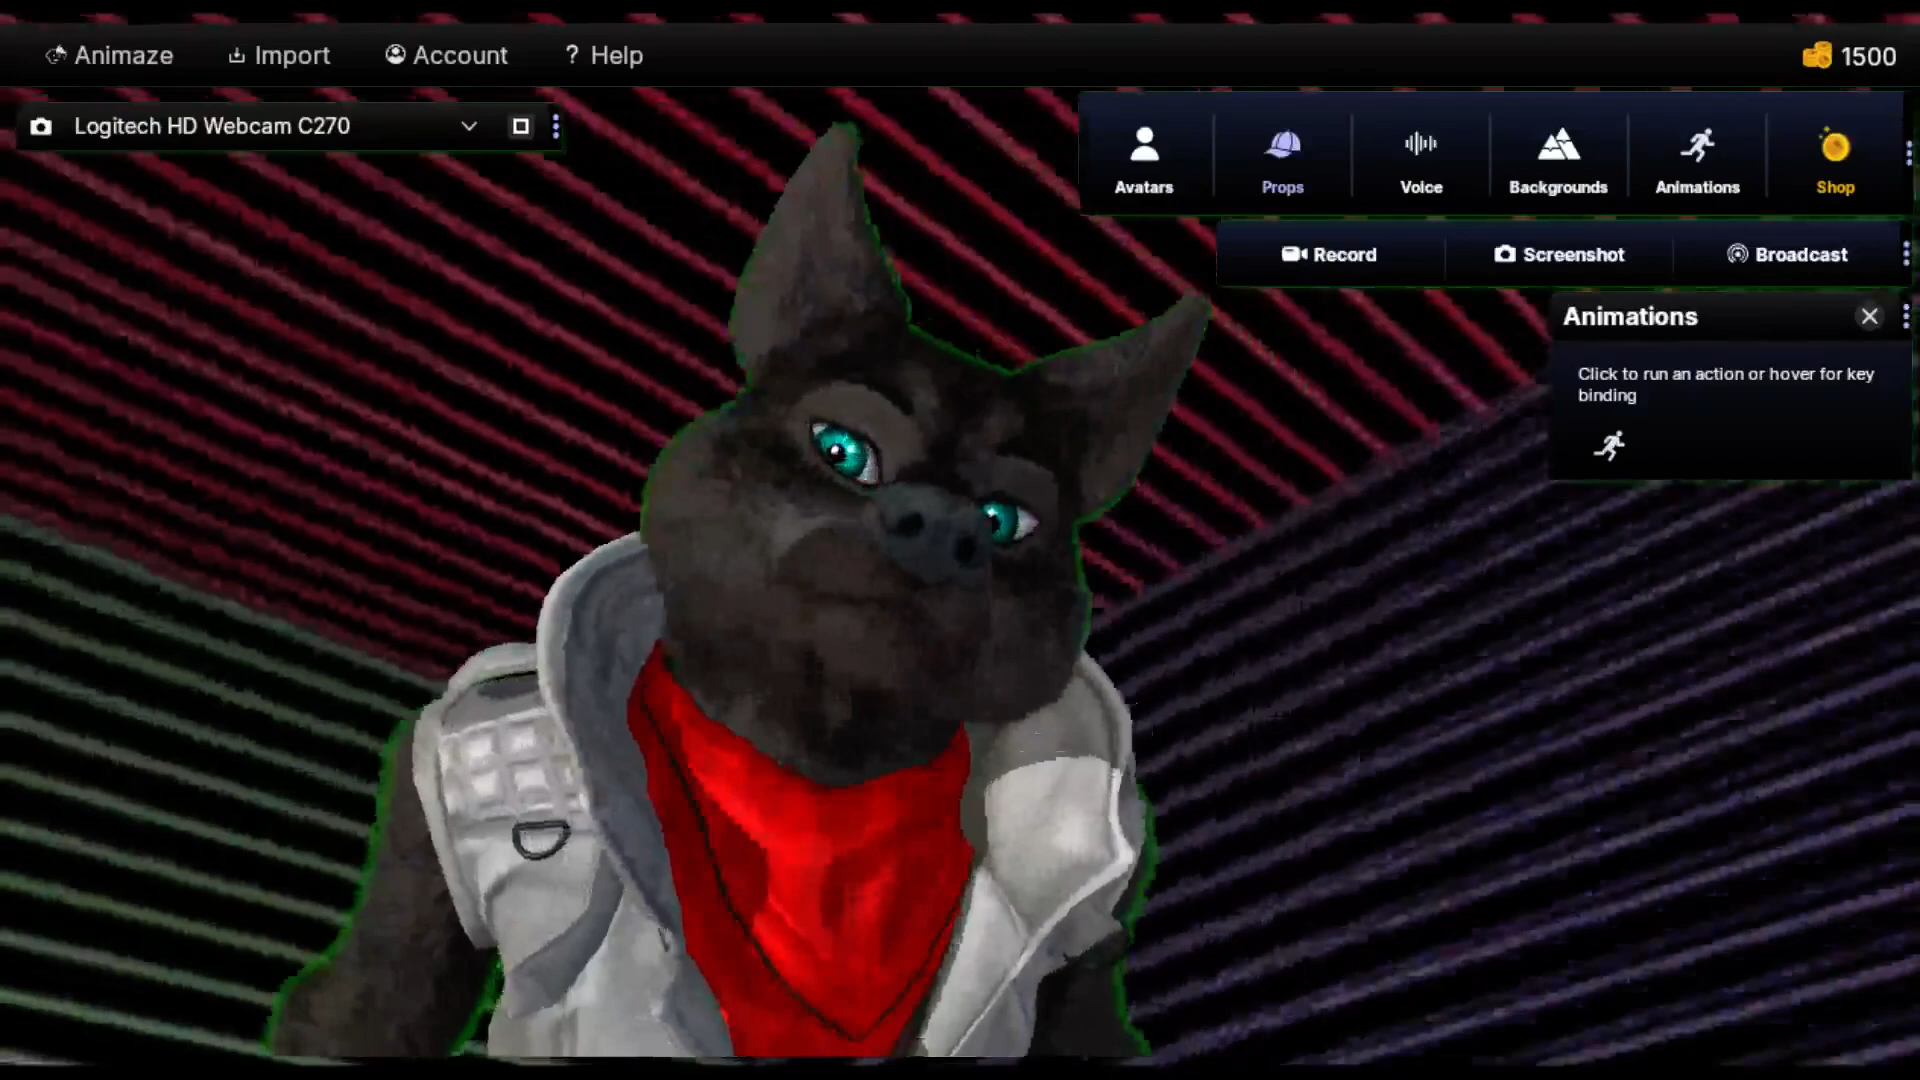 Animaze
Import
Account
? Help
1500
Logitech HD Webcam C270
Avatars
Props
Voice
Backgrounds
Animations
Shop
Record
Screenshot
Broadcast
Animations
Click to run an action or hover for key
binding